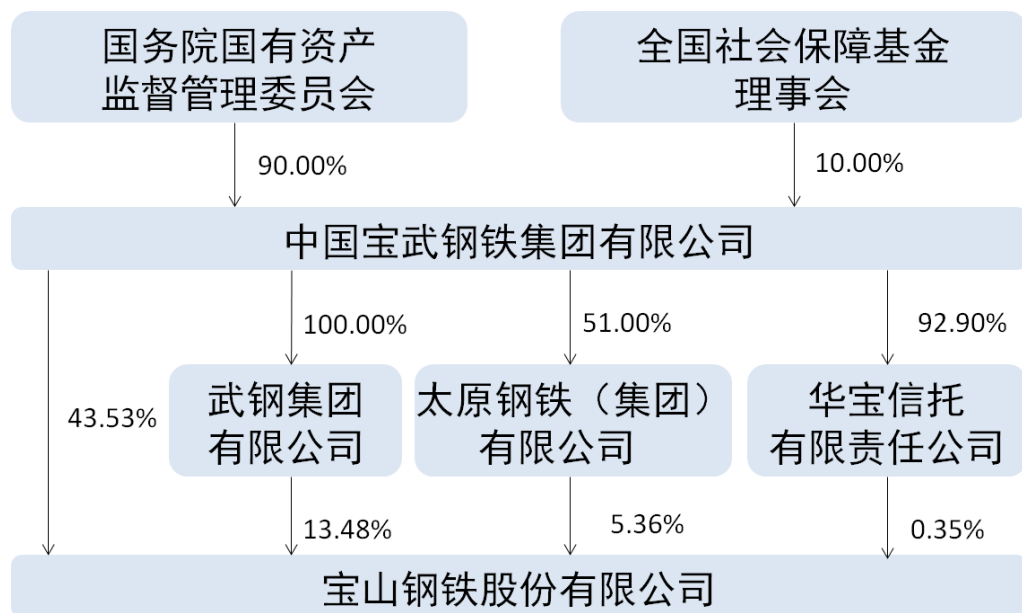 国务院国有资产
监督管理委员会
全国社会保障基金
理事会
90.00%
10.00%
中国宝武钢铁集团有限公司
100.00%
51.00%
92.90%
43.53%
武钢集团
有限公司
太原钢铁（集团）
有限公司
华宝信托
有限责任公司
13.48%
5.36%
0.35%
宝山钢铁股份有限公司